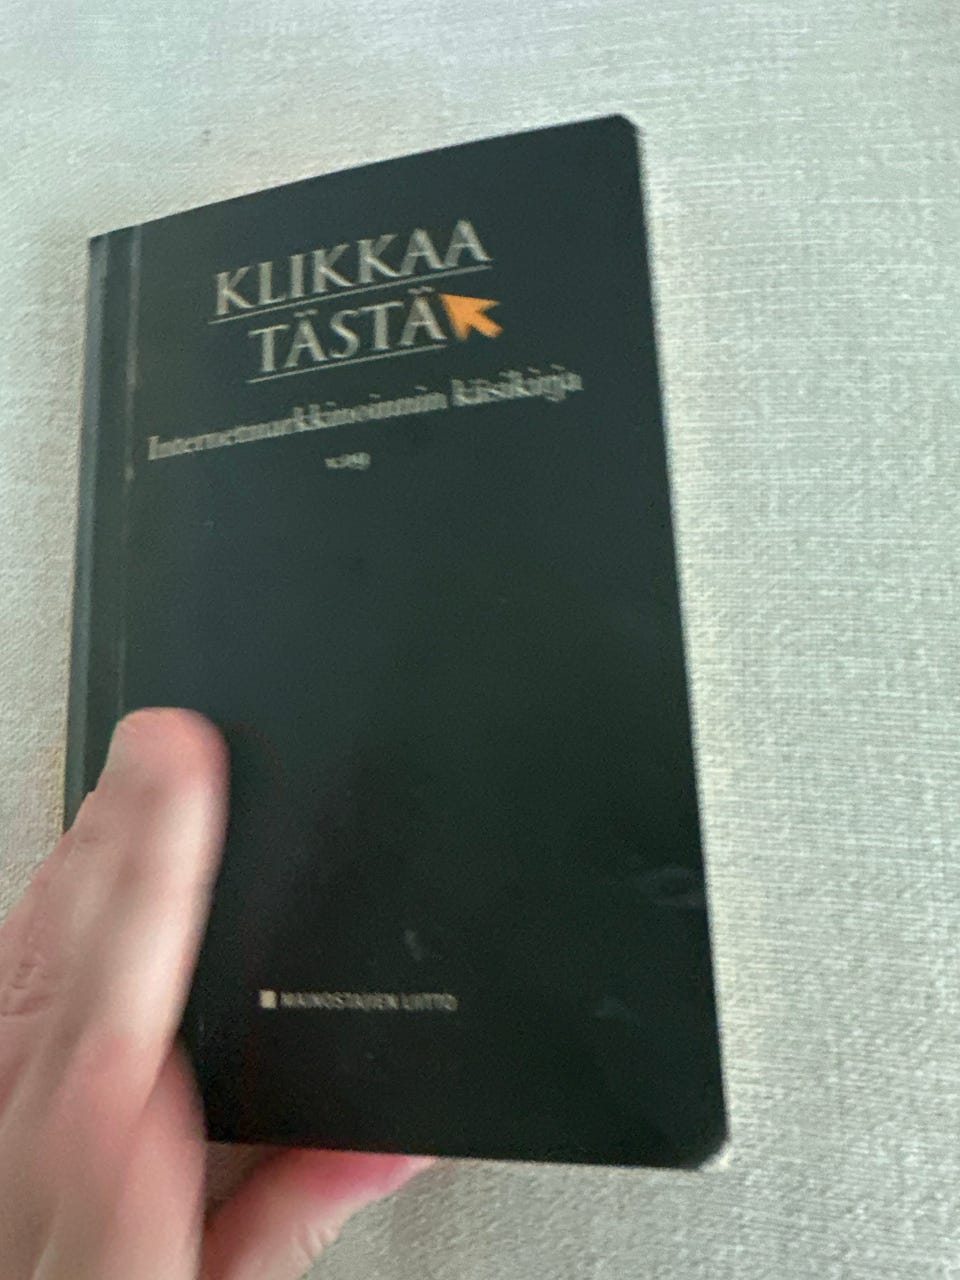 KLIKKAA
TÄSTÄ
Internetmarkkinoinnin käsikirja
MAINOSTAJIEN LIITTO